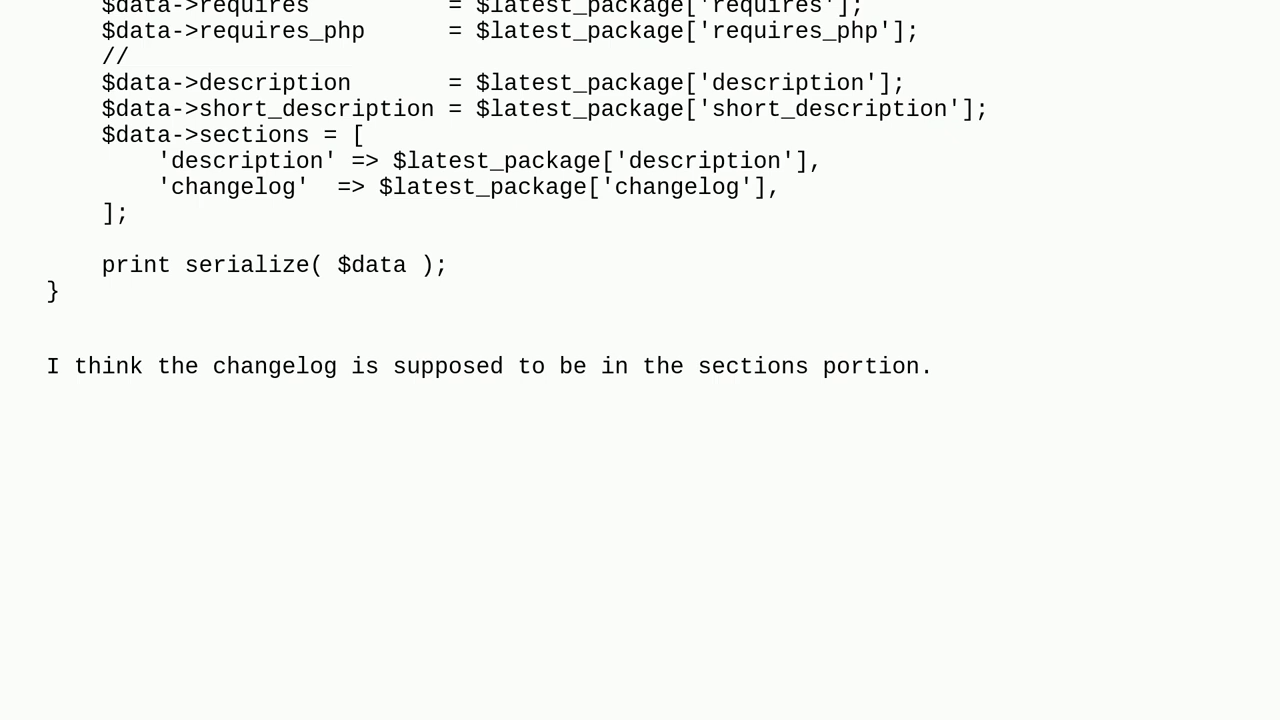 $data->requires          = $latest_package['requires'];
$data->requires_php      = $latest_package['requires_php'];
//
$data->description       = $latest_package['description'];
$data->short_description = $latest_package['short_description'];
$data->sections = [
    'description' => $latest_package['description'],
    'changelog'  => $latest_package['changelog'],
];
print serialize( $data );
}
I think the changelog is supposed to be in the sections portion.